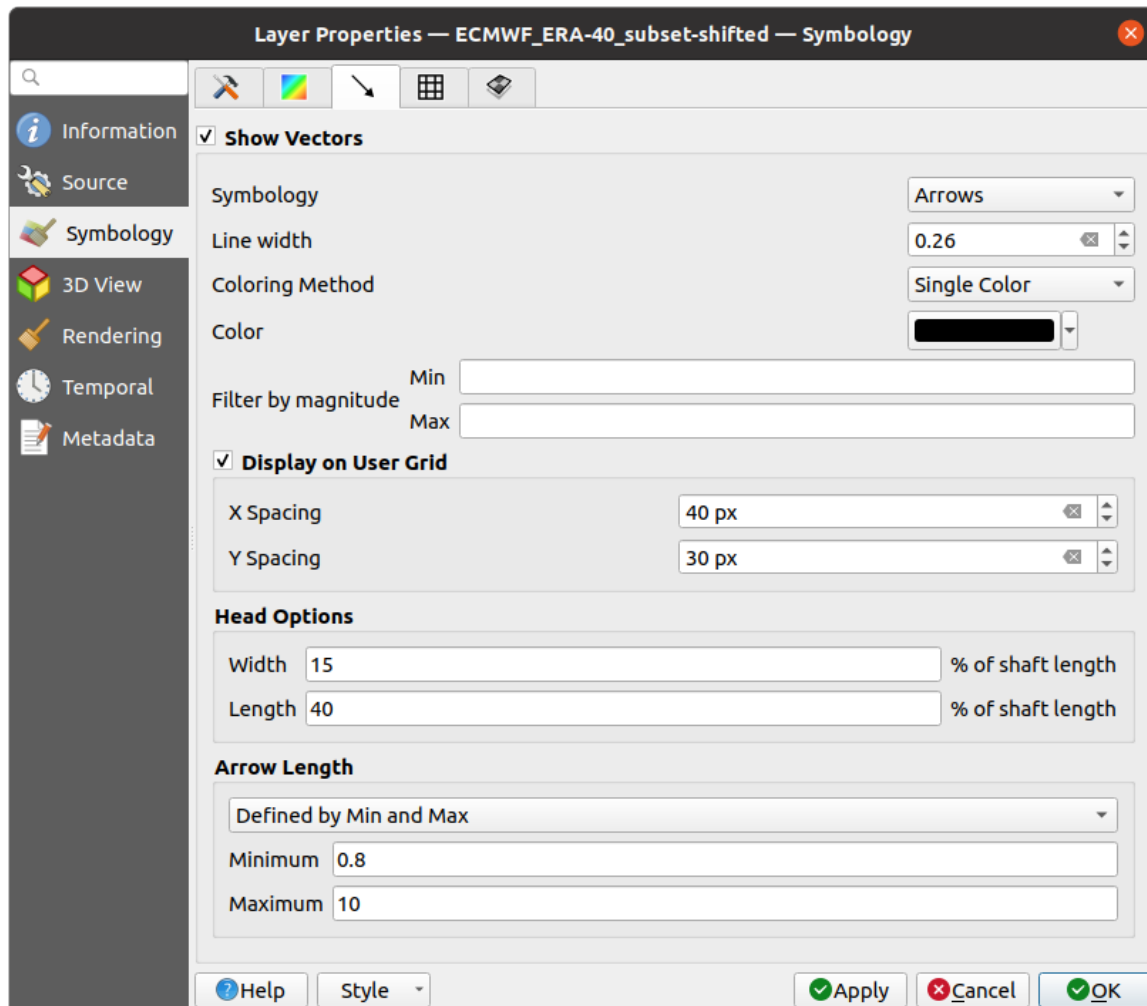 Layer Properties — ECMWF_ERA-40_subset-shifted — Symbology
Information
Source
Symbology
3D View
Rendering
Temporal
Metadata
Show Vectors
Symbology Arrows
Line width 0.26
Coloring Method Single Color
Color
Filter by magnitude
Min
Max
Display on User Grid
X Spacing 40 px
Y Spacing 30 px
Head Options
Width 15 % of shaft length
Length 40 % of shaft length
Arrow Length
Defined by Min and Max
Minimum 0.8
Maximum 10
Help Style Apply Cancel OK